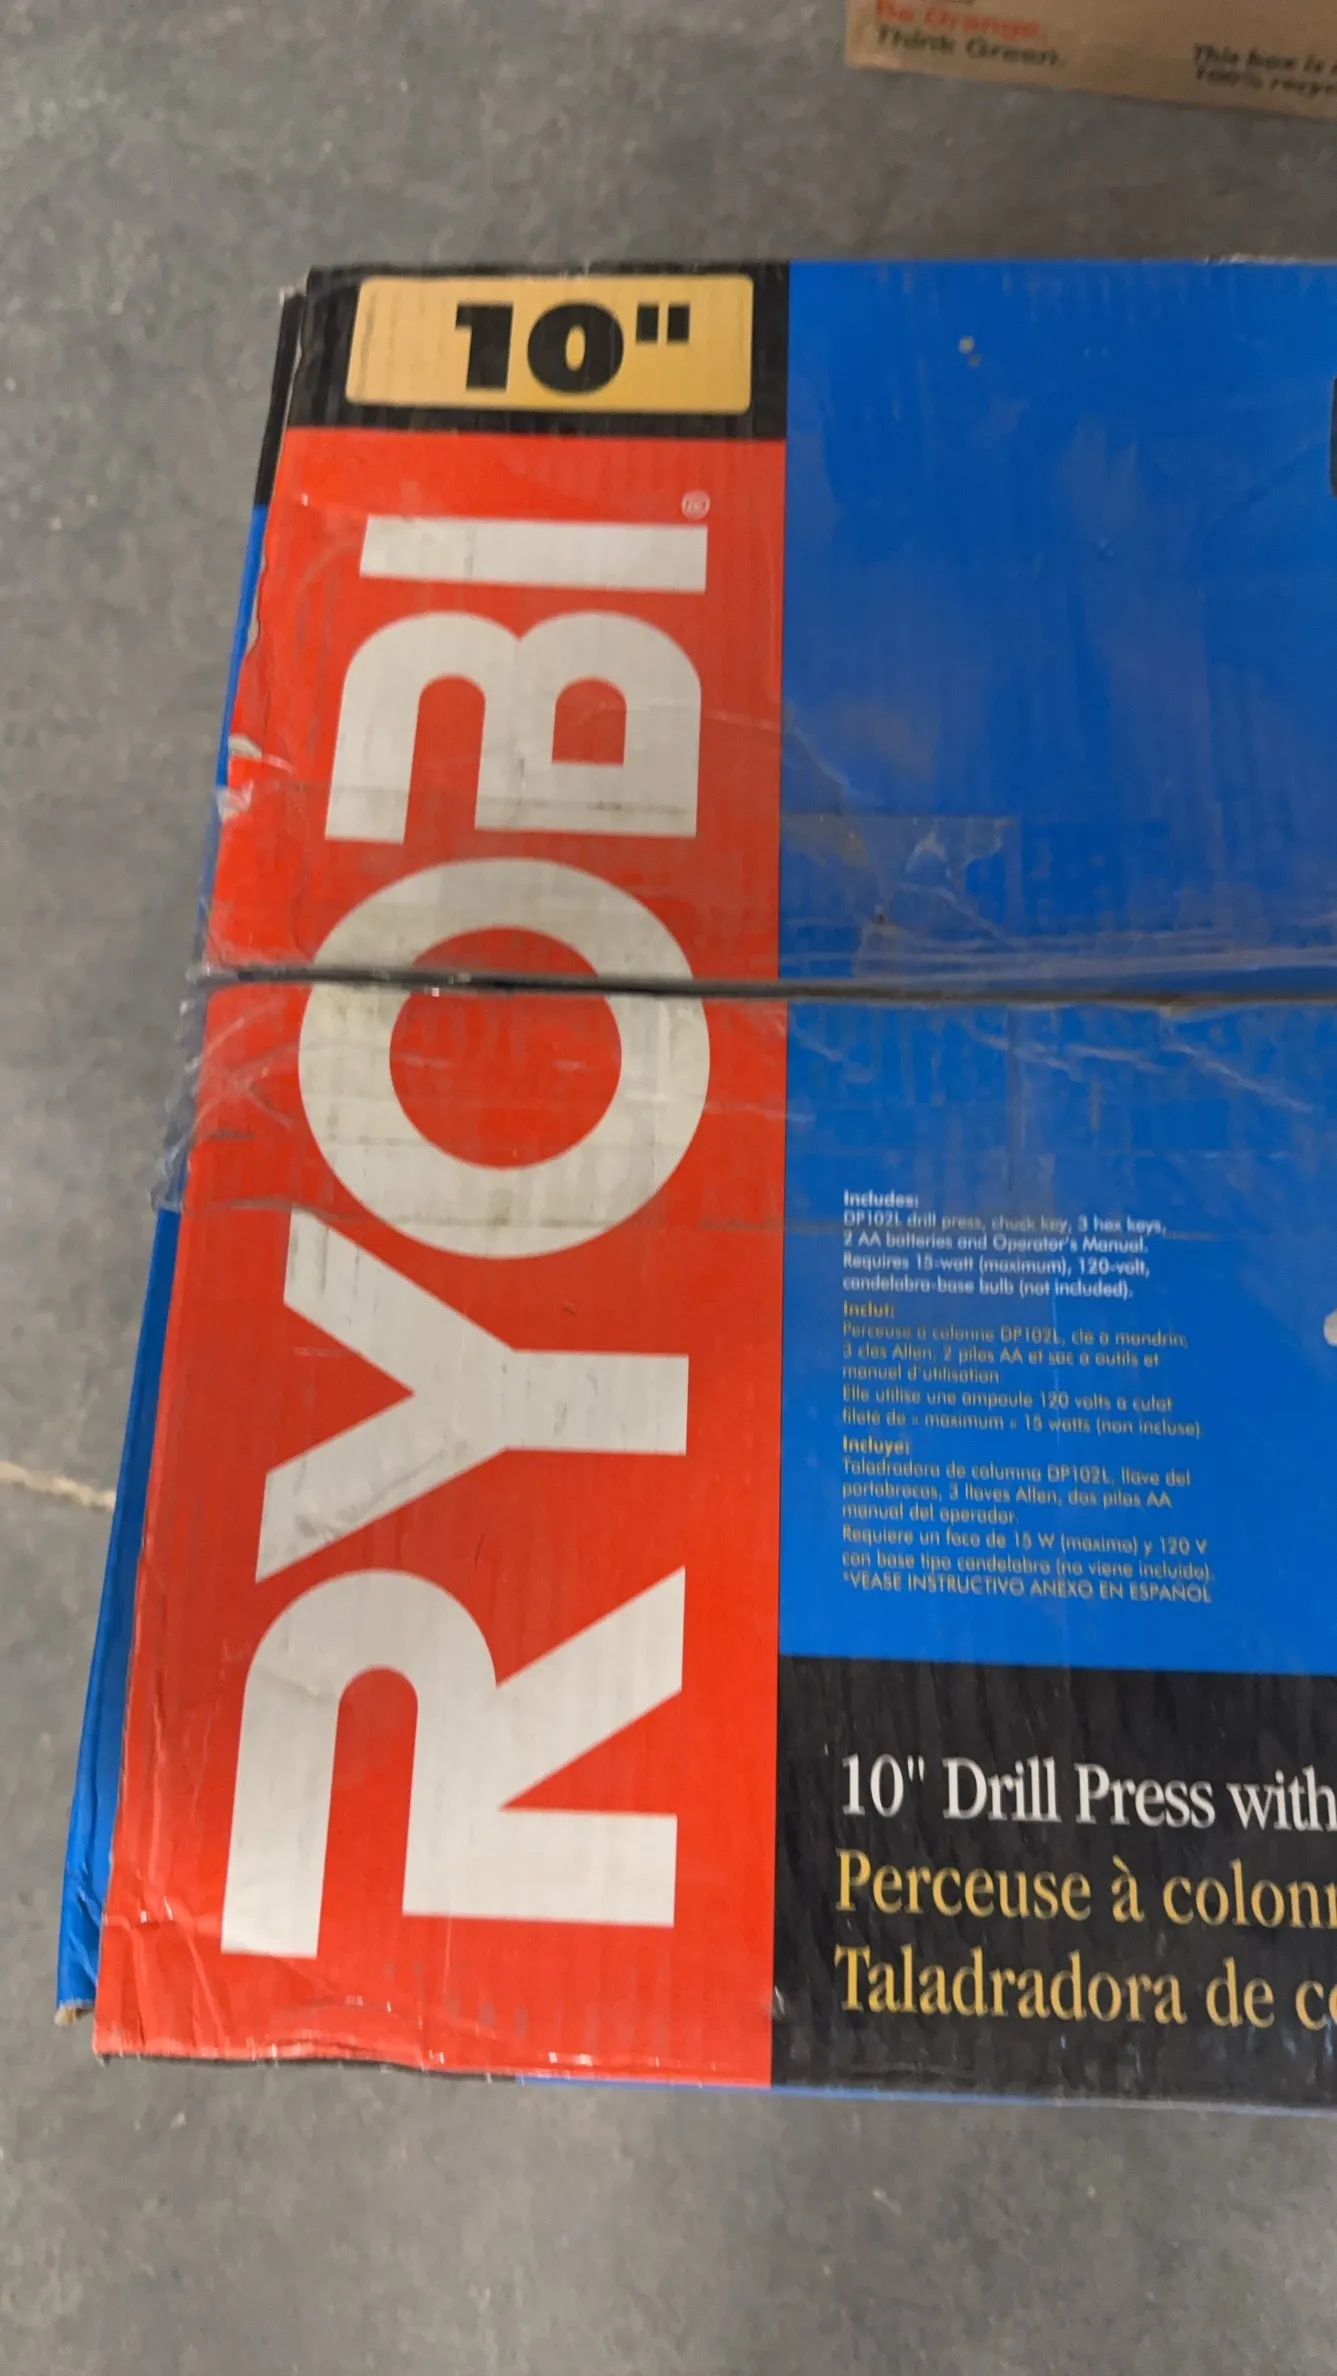 Be Orange.
Think Green.
This box is
100%
10"
RYOBI®
Includes:
DP102L drill press, chuck key, 3 hex keys,
2 AA batteries and Operator's Manual.
Requires 15-watt (maximum), 120-volt,
candelabra-base bulb (not included).
Inclut:
Perceuse à colonne DP102L, clé à mandrin,
3 clés Allen, 2 piles AA et sac à outils et
manuel d'utilisation
Elle utilise une ampoule 120 volts a culot
fileté de « maximum » 15 watts (non incluse)
Incluye:
Taladradora de columna DP102L, llave del
portabrocas, 3 llaves Allen, dos pilas AA
manual del operador.
Requiere un foco de 15 W (maximo) y 120 V
con base tipo candelabro (no viene incluido).
*VEASE INSTRUCTIVO ANEXO EN ESPAÑOL
10" Drill Press with
Perceuse à colonn
Taladradora de co